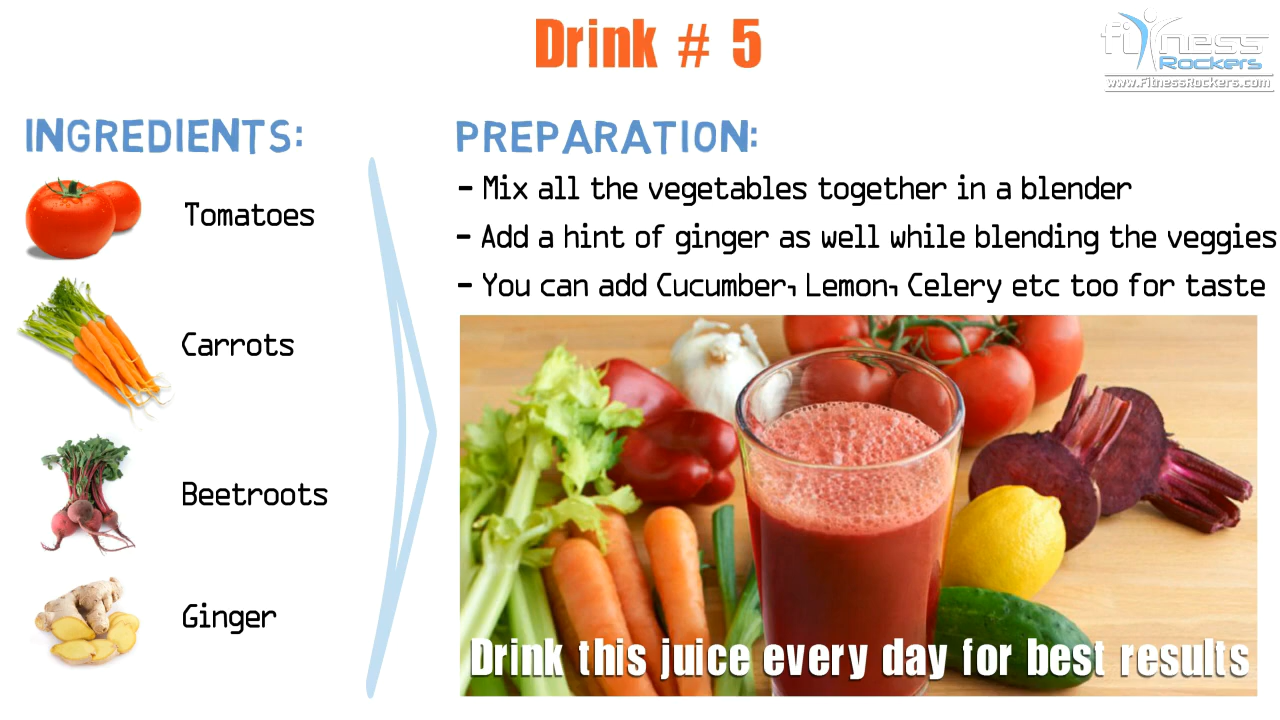 Drink # 5
fitness
Rockers
www.FitnessRockers.com
INGREDIENTS:
Tomatoes
Carrots
Beetroots
Ginger
PREPARATION:
- Mix all the vegetables together in a blender
- Add a hint of ginger as well while blending the veggies
- You can add Cucumber, Lemon, Celery etc too for taste
Drink this juice every day for best results